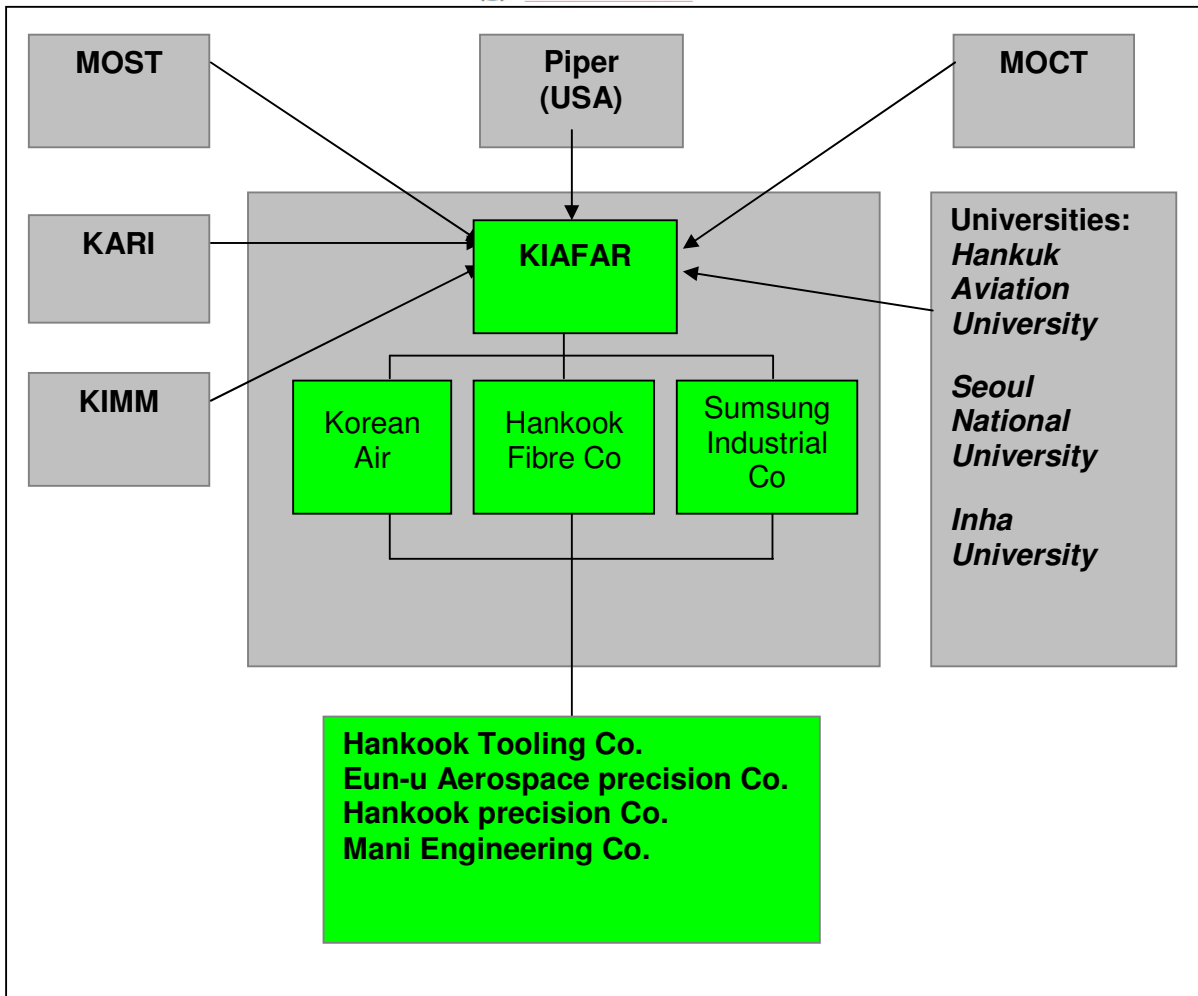 MOST
Piper
(USA)
MOCT
KARI
KIAFAR
KIMM
Universities:
Hankuk
Aviation
University
Seoul
National
University
Inha
University
Korean
Air
Hankook
Fibre Co
Sumsung
Industrial
Co
Hankook Tooling Co.
Eun-u Aerospace precision Co.
Hankook precision Co.
Mani Engineering Co.